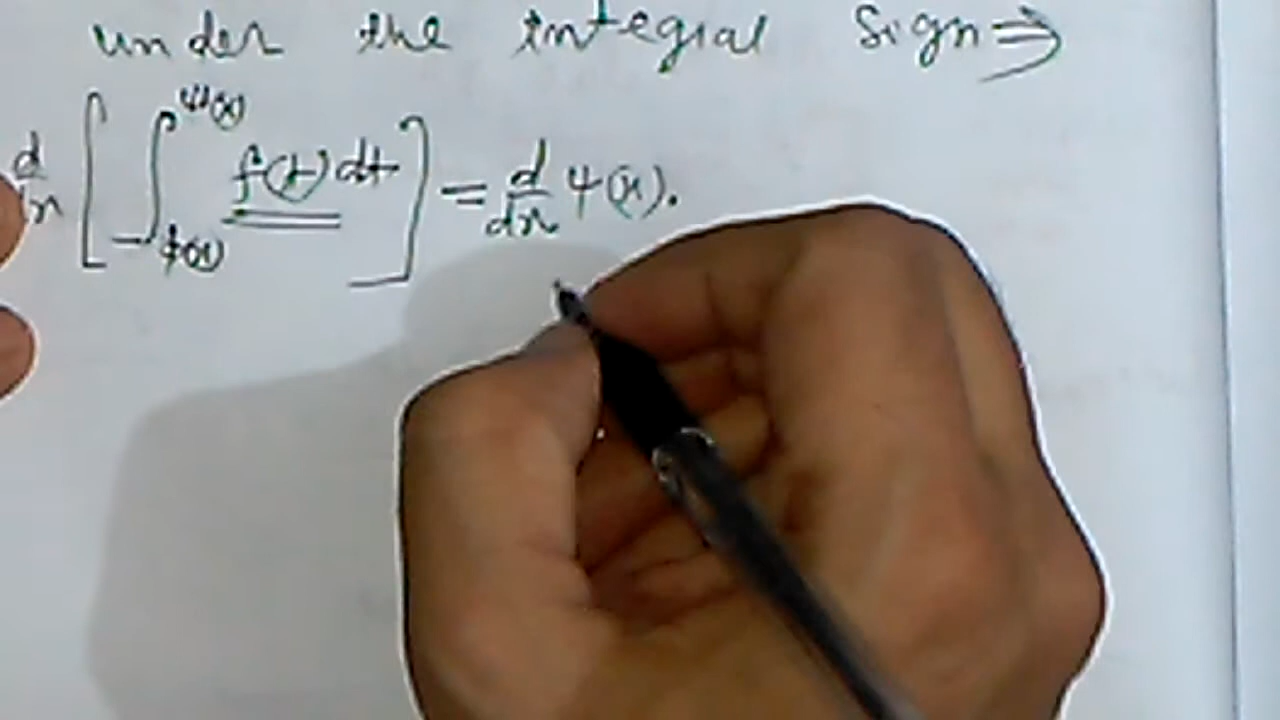 under the integral Sign ⇒
d/dx [ ∫_{ϕ(x)}^{ψ(x)} f(t) dt ] = d/dx ψ(x).